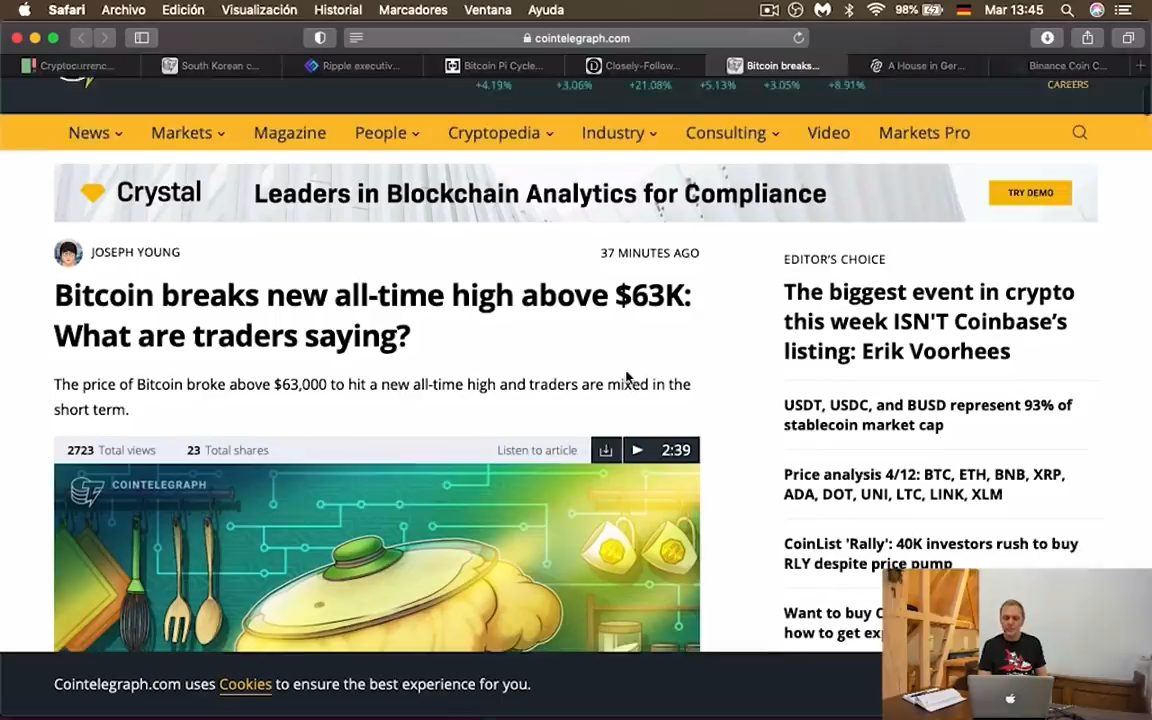 Safari Archivo Edición Visualización Historial Marcadores Ventana Ayuda 98% Mar 13:45
cointelegraph.com
Cryptocurrenc... South Korean c... Ripple executiv... Bitcoin Pi Cycle... Closely-Follow... Bitcoin breaks... A House in Ger... Binance Coin C...
+4.19% +3.06% +21.08% +5.13% +3.05% +8.91% CAREERS
News Markets Magazine People Cryptopedia Industry Consulting Video Markets Pro
Crystal Leaders in Blockchain Analytics for Compliance TRY DEMO
JOSEPH YOUNG 37 MINUTES AGO
Bitcoin breaks new all-time high above $63K:
What are traders saying?
The price of Bitcoin broke above $63,000 to hit a new all-time high and traders are mixed in the
short term.
2723 Total views 23 Total shares Listen to article 2:39
COINTELEGRAPH
EDITOR'S CHOICE
The biggest event in crypto
this week ISN'T Coinbase's
listing: Erik Voorhees
USDT, USDC, and BUSD represent 93% of
stablecoin market cap
Price analysis 4/12: BTC, ETH, BNB, XRP,
ADA, DOT, UNI, LTC, LINK, XLM
CoinList 'Rally': 40K investors rush to buy
RLY despite price pump
Want to buy
how to get
Cointelegraph.com uses Cookies to ensure the best experience for you.